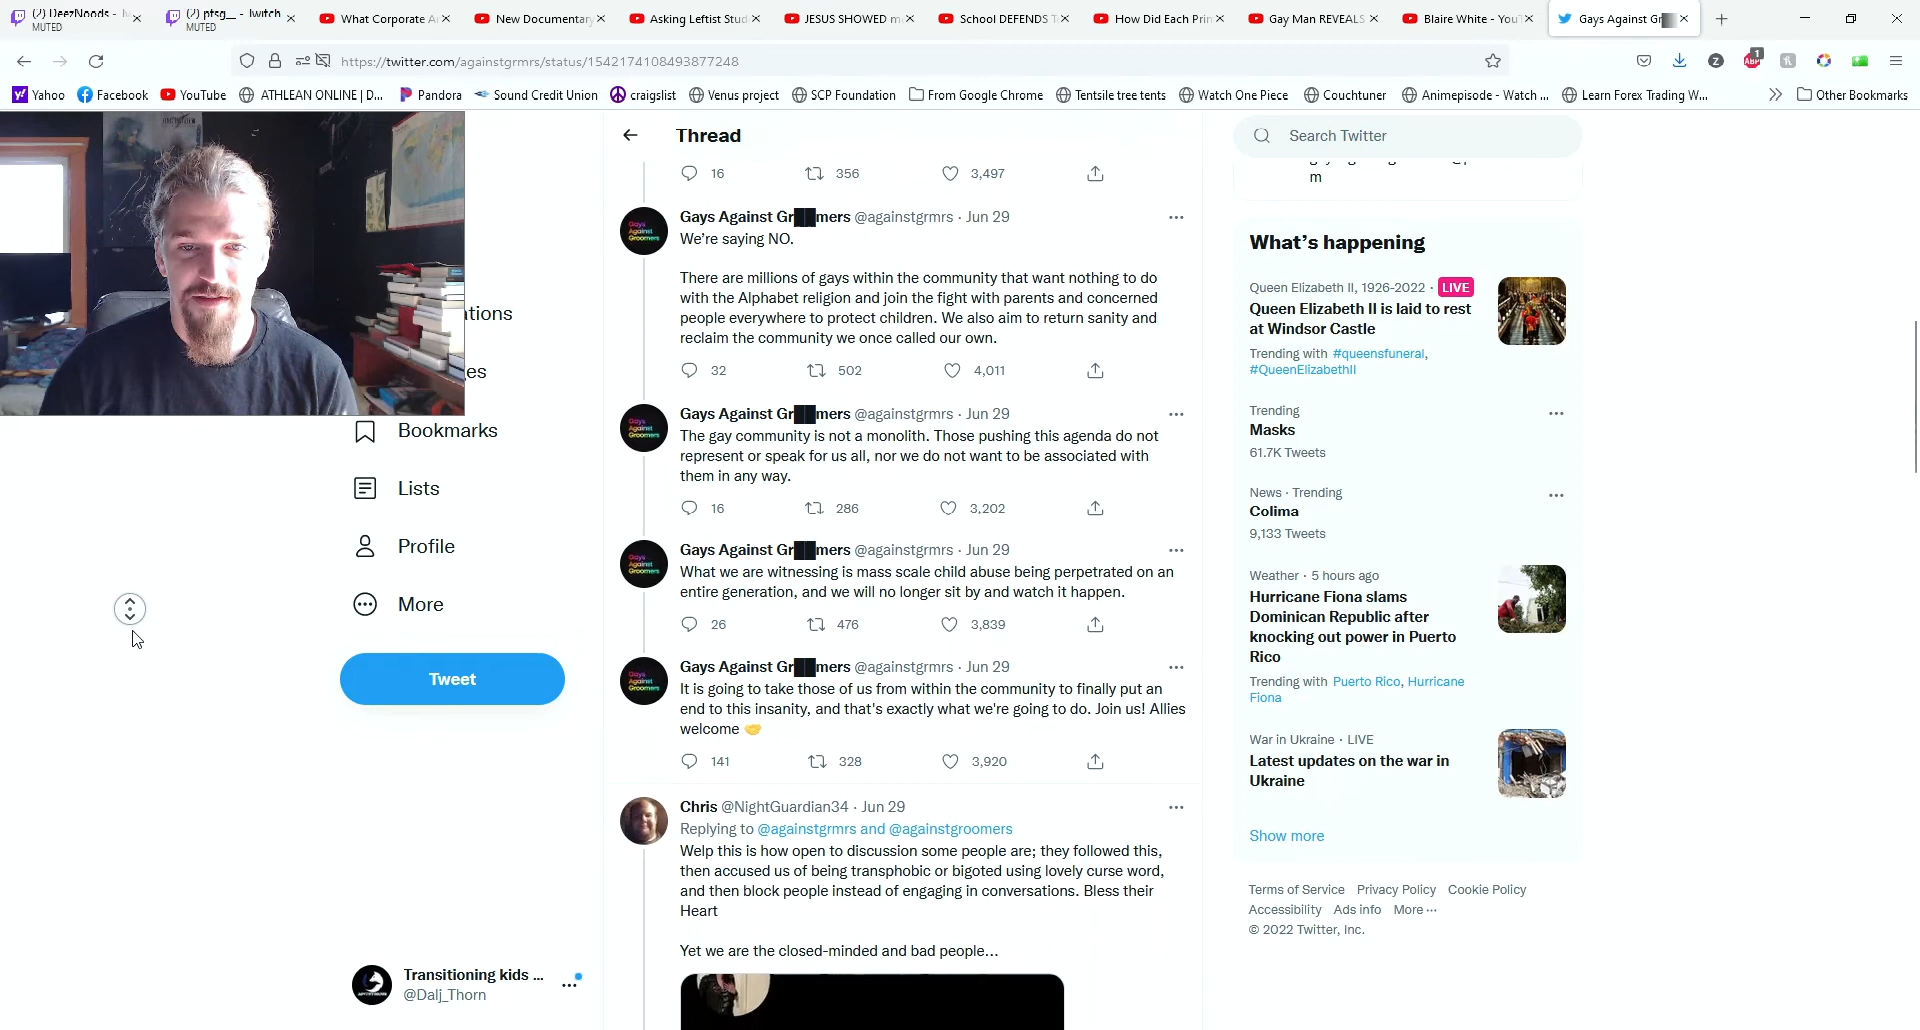 (2) DeezNoods - Twitch
MUTED
(2) ptsg__ - Twitch
MUTED
What Corporate A
New Documentary
Asking Leftist Stud
JESUS SHOWED m
School DEFENDS T
How Did Each Prin
Gay Man REVEALS
Blaire White - YouT
Gays Against Gr
https://twitter.com/againstgrmrs/status/1542174108493877248
1
ABP
Yahoo
Facebook
YouTube
ATHLEAN ONLINE | D...
Pandora
Sound Credit Union
craigslist
Venus project
SCP Foundation
From Google Chrome
Tentsile tree tents
Watch One Piece
Couchtuner
Animepisode - Watch ...
Learn Forex Trading W...
Other Bookmarks
Bookmarks
Lists
Profile
More
Tweet
Transitioning kids ...
@Dalj_Thorn
Thread
16 356 3,497
Gays Against Gr██mers @againstgrmrs · Jun 29
We're saying NO.
There are millions of gays within the community that want nothing to do
with the Alphabet religion and join the fight with parents and concerned
people everywhere to protect children. We also aim to return sanity and
reclaim the community we once called our own.
32 502 4,011
Gays Against Gr██mers @againstgrmrs · Jun 29
The gay community is not a monolith. Those pushing this agenda do not
represent or speak for us all, nor we do not want to be associated with
them in any way.
16 286 3,202
Gays Against Gr██mers @againstgrmrs · Jun 29
What we are witnessing is mass scale child abuse being perpetrated on an
entire generation, and we will no longer sit by and watch it happen.
26 476 3,839
Gays Against Gr██mers @againstgrmrs · Jun 29
It is going to take those of us from within the community to finally put an
end to this insanity, and that's exactly what we're going to do. Join us! Allies
welcome 🤝
141 328 3,920
Chris @NightGuardian34 · Jun 29
Replying to @againstgrmrs and @againstgroomers
Welp this is how open to discussion some people are; they followed this,
then accused us of being transphobic or bigoted using lovely curse word,
and then block people instead of engaging in conversations. Bless their
Heart
Yet we are the closed-minded and bad people...
Search Twitter
m
What's happening
Queen Elizabeth II, 1926-2022 · LIVE
Queen Elizabeth II is laid to rest
at Windsor Castle
Trending with #queensfuneral,
#QueenElizabethII
Trending
Masks
61.7K Tweets
News · Trending
Colima
9,133 Tweets
Weather · 5 hours ago
Hurricane Fiona slams
Dominican Republic after
knocking out power in Puerto
Rico
Trending with Puerto Rico, Hurricane
Fiona
War in Ukraine · LIVE
Latest updates on the war in
Ukraine
Show more
Terms of Service Privacy Policy Cookie Policy
Accessibility Ads info More ...
© 2022 Twitter, Inc.